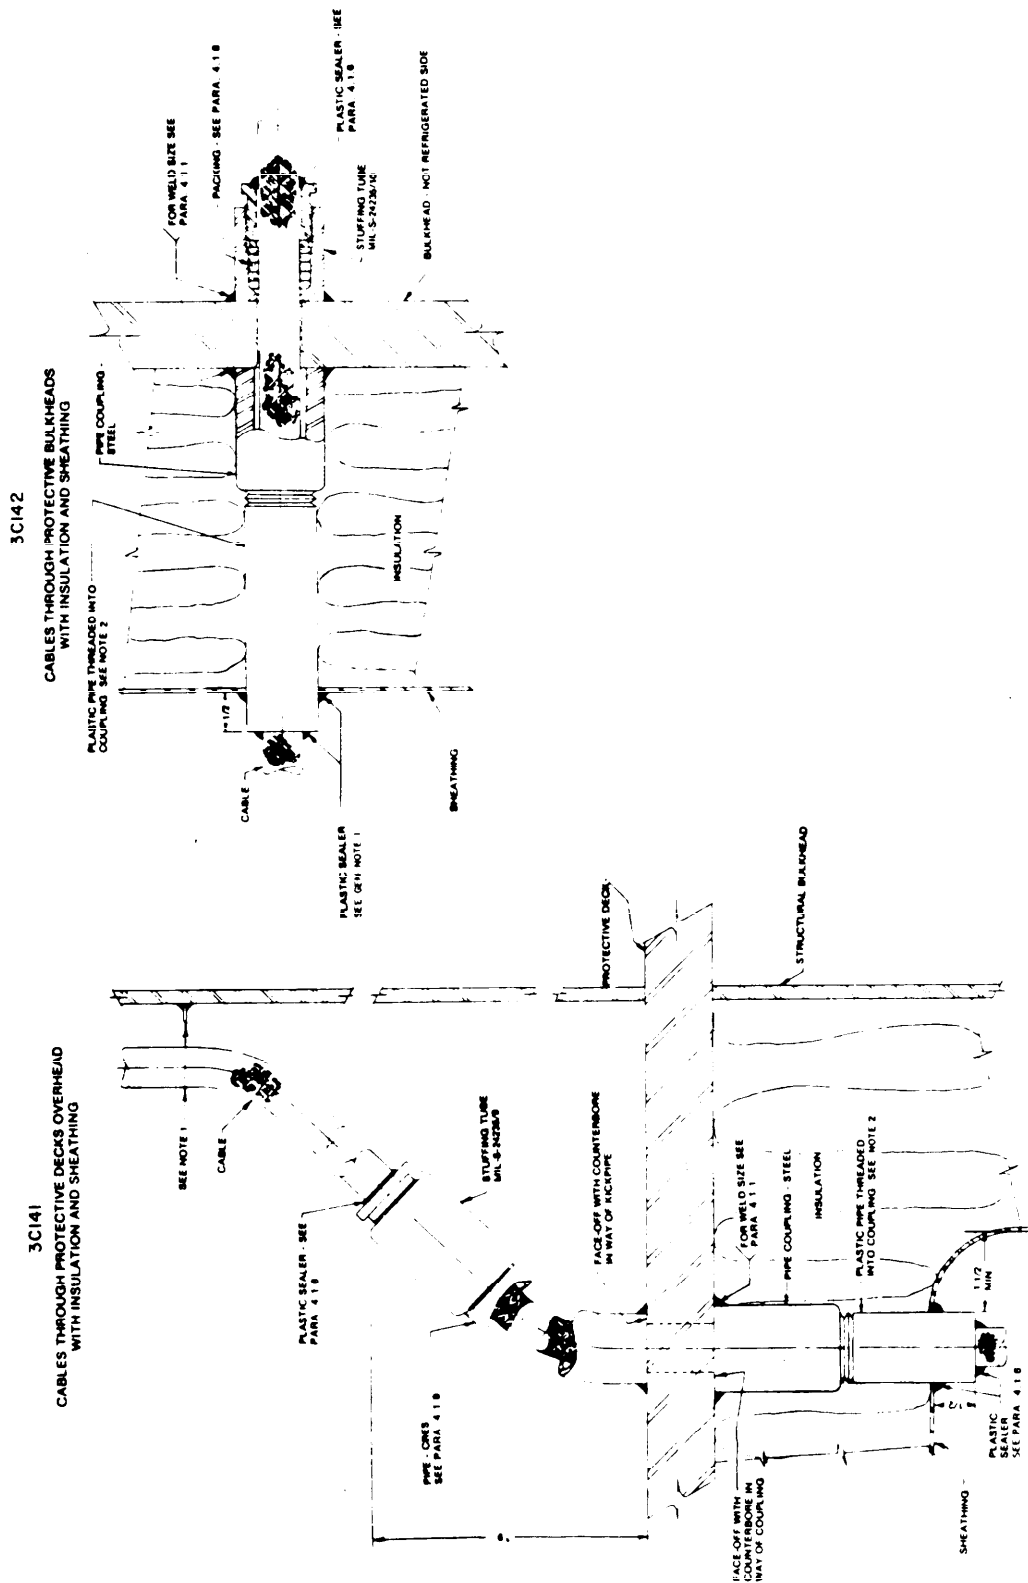 3C141
CABLES THROUGH PROTECTIVE DECKS OVERHEAD
WITH INSULATION AND SHEATHING
SEE NOTE 1
CABLE
PLASTIC SEALER - SEE
PARA 4.1.8
STUFFING TUBE
MIL-S-24235/9
PIPE - CRES
SEE PARA 4.1.8
FACE-OFF WITH COUNTERBORE
IN WAY OF KICKPIPE
PROTECTIVE DECK
STRUCTURAL BULKHEAD
FOR WELD SIZE SEE
PARA 4.1.1
PIPE COUPLING - STEEL
INSULATION
PLASTIC PIPE THREADED
INTO COUPLING SEE NOTE 2
1 1/2
MIN
FACE-OFF WITH
COUNTERBORE IN
WAY OF COUPLING
SHEATHING
PLASTIC
SEALER
SEE PARA 4.1.8
3C142
CABLES THROUGH PROTECTIVE BULKHEADS
WITH INSULATION AND SHEATHING
PLASTIC PIPE THREADED INTO
COUPLING SEE NOTE 2
PIPE COUPLING -
STEEL
FOR WELD SIZE SEE
PARA 4.1.1
PACKING - SEE PARA. 4.1.8
PLASTIC SEALER - SEE
PARA 4.1.8
STUFFING TUBE
MIL-S-24235/10
BULKHEAD - NOT REFRIGERATED SIDE
INSULATION
1/2
CABLE
PLASTIC SEALER
SEE GEN NOTE 1
SHEATHING